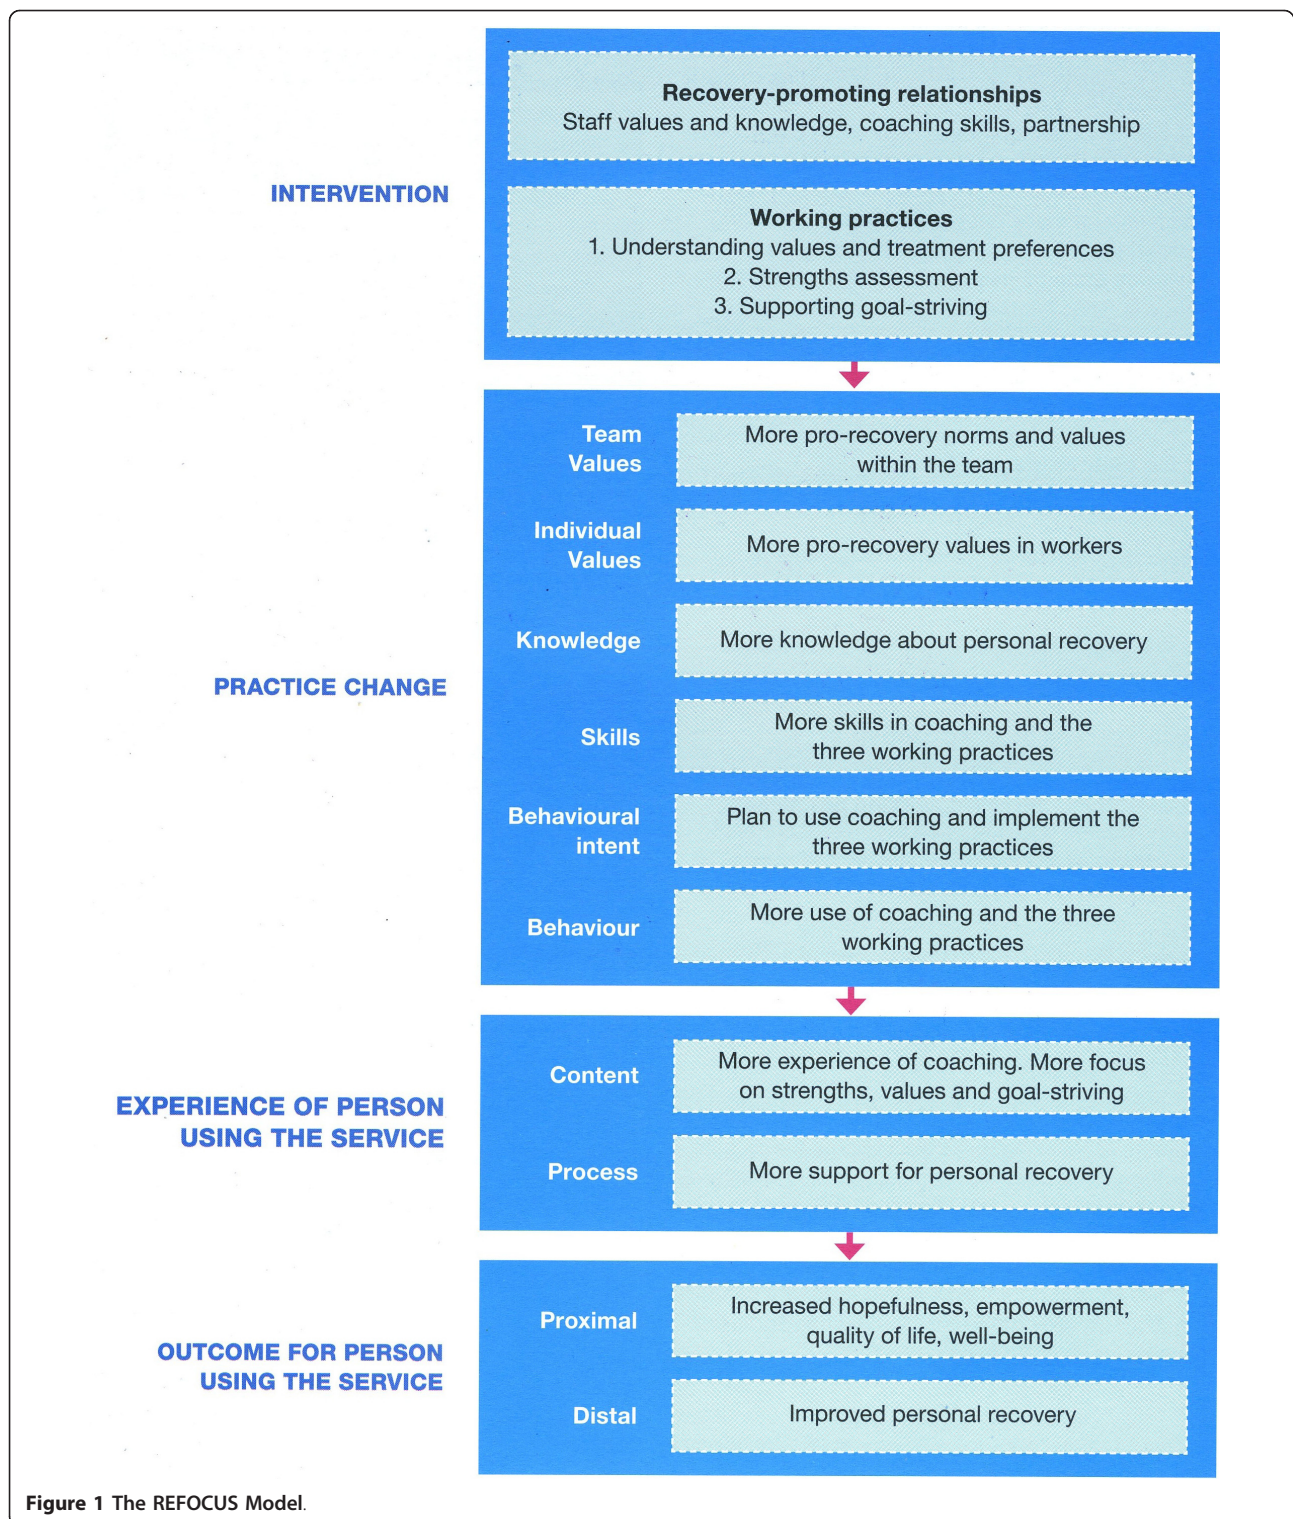 Recovery-promoting relationships
Staff values and knowledge, coaching skills, partnership
INTERVENTION
Working practices
1. Understanding values and treatment preferences
2. Strengths assessment
3. Supporting goal-striving
Team
Values
More pro-recovery norms and values
within the team
Individual
Values
More pro-recovery values in workers
Knowledge
More knowledge about personal recovery
PRACTICE CHANGE
Skills
More skills in coaching and the
three working practices
Behavioural
intent
Plan to use coaching and implement the
three working practices
Behaviour
More use of coaching and the three
working practices
EXPERIENCE OF PERSON
USING THE SERVICE
Content
More experience of coaching. More focus
on strengths, values and goal-striving
Process
More support for personal recovery
OUTCOME FOR PERSON
USING THE SERVICE
Proximal
Increased hopefulness, empowerment,
quality of life, well-being
Distal
Improved personal recovery
Figure 1 The REFOCUS Model.